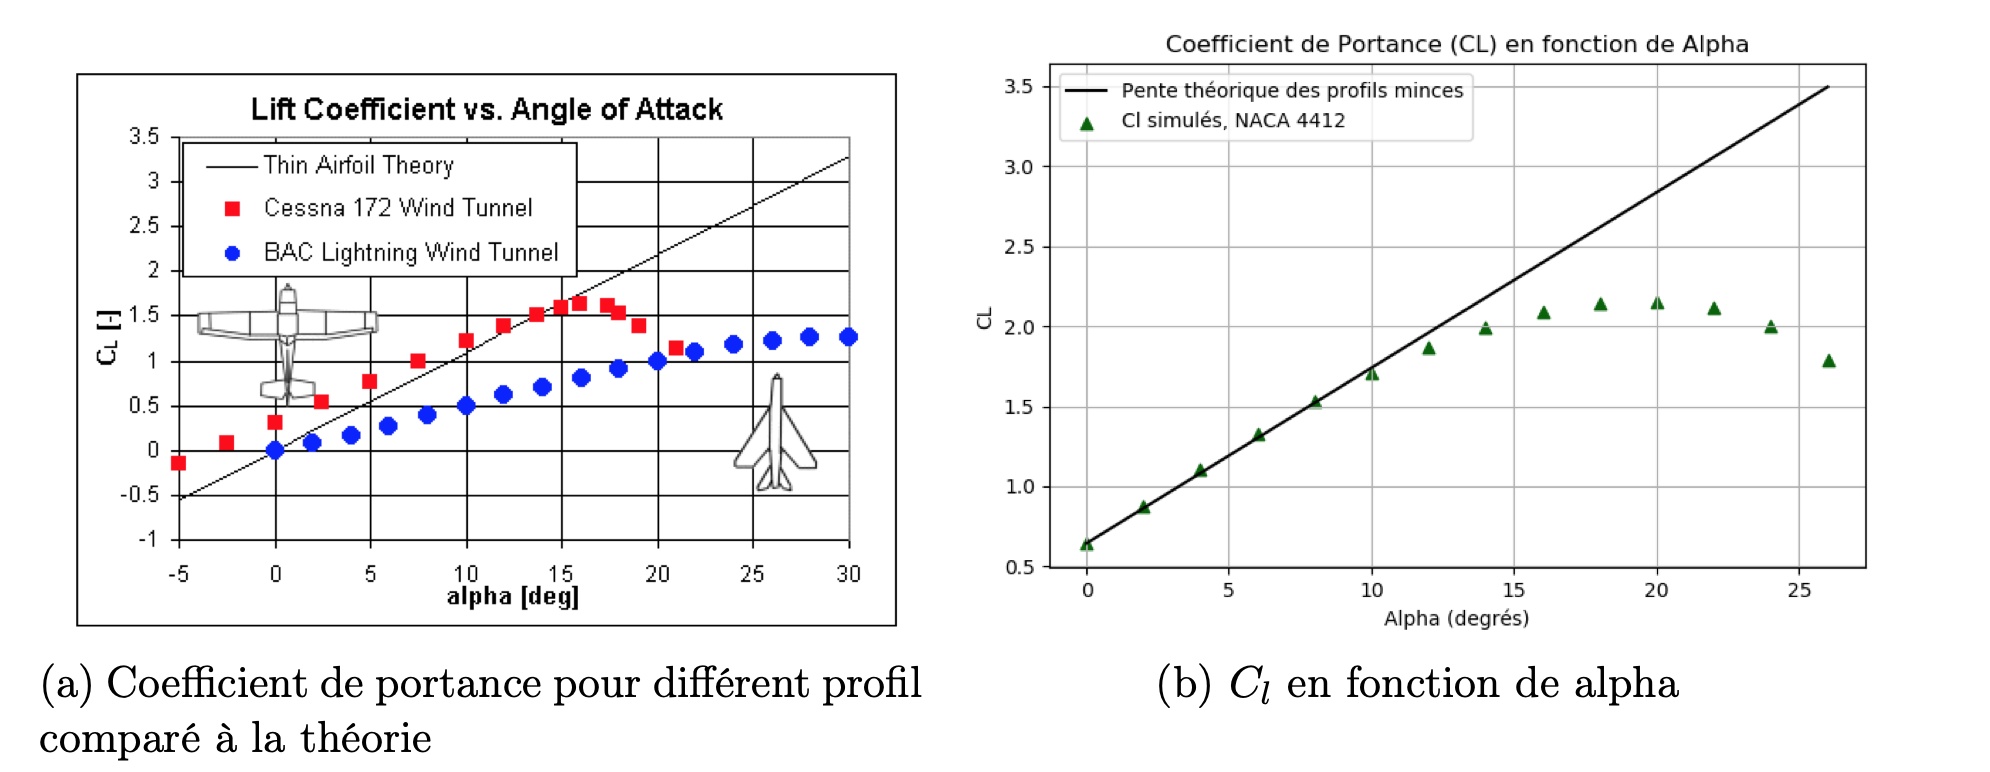 Lift Coefficient vs. Angle of Attack
3.5
3
2.5
2
1.5
1
0.5
0
-0.5
-1
CL [-]
Thin Airfoil Theory
Cessna 172 Wind Tunnel
BAC Lightning Wind Tunnel
-5 0 5 10 15 20 25 30
alpha [deg]
(a) Coefficient de portance pour différent profil
comparé à la théorie
Coefficient de Portance (CL) en fonction de Alpha
3.5
3.0
2.5
2.0
1.5
1.0
0.5
CL
Pente théorique des profils minces
Cl simulés, NACA 4412
0 5 10 15 20 25
Alpha (degrés)
(b) Cl en fonction de alpha